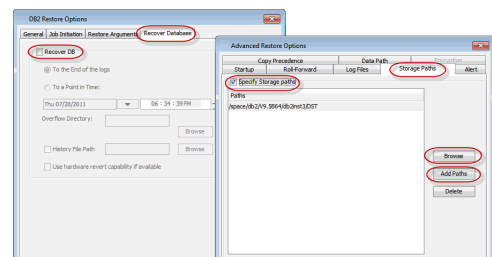 DB2 Restore Options
General Job Initiation Restore Arguments Recover Database
Recover DB
To the End of the logs
To a Point in Time:
Thu 07/28/2011 06 : 34 : 39 PM
Overflow Directory:
Browse
History File Path Browse
Use hardware revert capability if available
Advanced Restore Options
Copy Precedence Data Path Encryption
Startup Roll-Forward Log Files Storage Paths Alert
Specify Storage paths
Paths
/space/db2/V9.5B64/db2inst3/DST
Browse
Add Paths
Delete